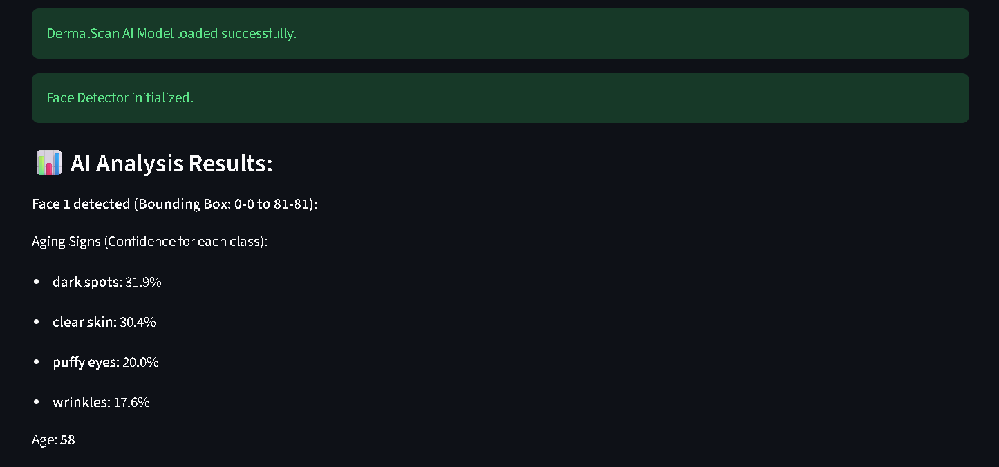 DermalScan AI Model loaded successfully.
Face Detector initialized.
AI Analysis Results:
Face 1 detected (Bounding Box: 0-0 to 81-81):
Aging Signs (Confidence for each class):
• dark spots: 31.9%
• clear skin: 30.4%
• puffy eyes: 20.0%
• wrinkles: 17.6%
Age: 58